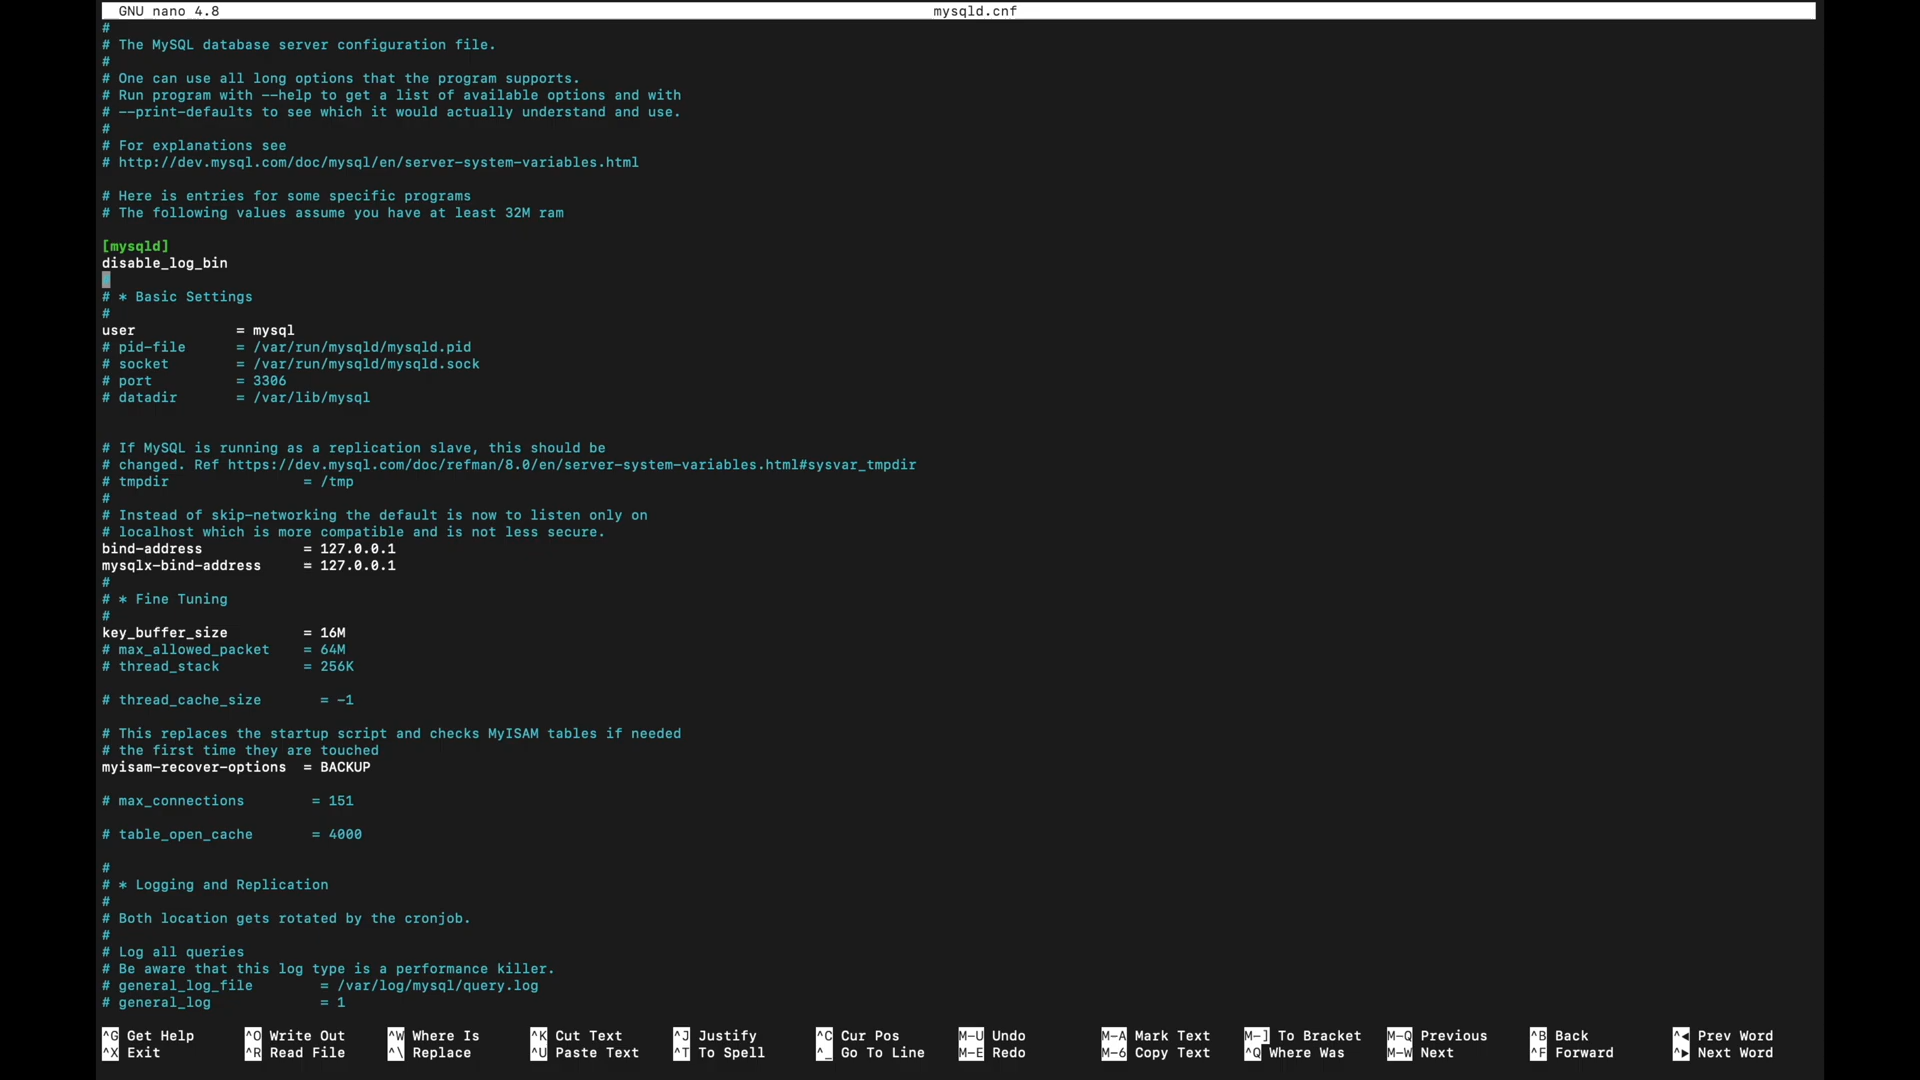 GNU nano 4.8 mysqld.cnf
#
# The MySQL database server configuration file.
#
# One can use all long options that the program supports.
# Run program with --help to get a list of available options and with
# --print-defaults to see which it would actually understand and use.
#
# For explanations see
# http://dev.mysql.com/doc/mysql/en/server-system-variables.html
# Here is entries for some specific programs
# The following values assume you have at least 32M ram
[mysqld]
disable_log_bin
#
# * Basic Settings
#
user = mysql
# pid-file = /var/run/mysqld/mysqld.pid
# socket = /var/run/mysqld/mysqld.sock
# port = 3306
# datadir = /var/lib/mysql
# If MySQL is running as a replication slave, this should be
# changed. Ref https://dev.mysql.com/doc/refman/8.0/en/server-system-variables.html#sysvar_tmpdir
# tmpdir = /tmp
#
# Instead of skip-networking the default is now to listen only on
# localhost which is more compatible and is not less secure.
bind-address = 127.0.0.1
mysqlx-bind-address = 127.0.0.1
#
# * Fine Tuning
#
key_buffer_size = 16M
# max_allowed_packet = 64M
# thread_stack = 256K
# thread_cache_size = -1
# This replaces the startup script and checks MyISAM tables if needed
# the first time they are touched
myisam-recover-options = BACKUP
# max_connections = 151
# table_open_cache = 4000
#
# * Logging and Replication
#
# Both location gets rotated by the cronjob.
#
# Log all queries
# Be aware that this log type is a performance killer.
# general_log_file = /var/log/mysql/query.log
# general_log = 1
^G Get Help ^O Write Out ^W Where Is ^K Cut Text ^J Justify ^C Cur Pos M-U Undo M-A Mark Text M-] To Bracket M-Q Previous ^B Back ^◀ Prev Word
^X Exit ^R Read File ^\ Replace ^U Paste Text ^T To Spell ^_ Go To Line M-E Redo M-6 Copy Text ^Q Where Was M-W Next ^F Forward ^▶ Next Word